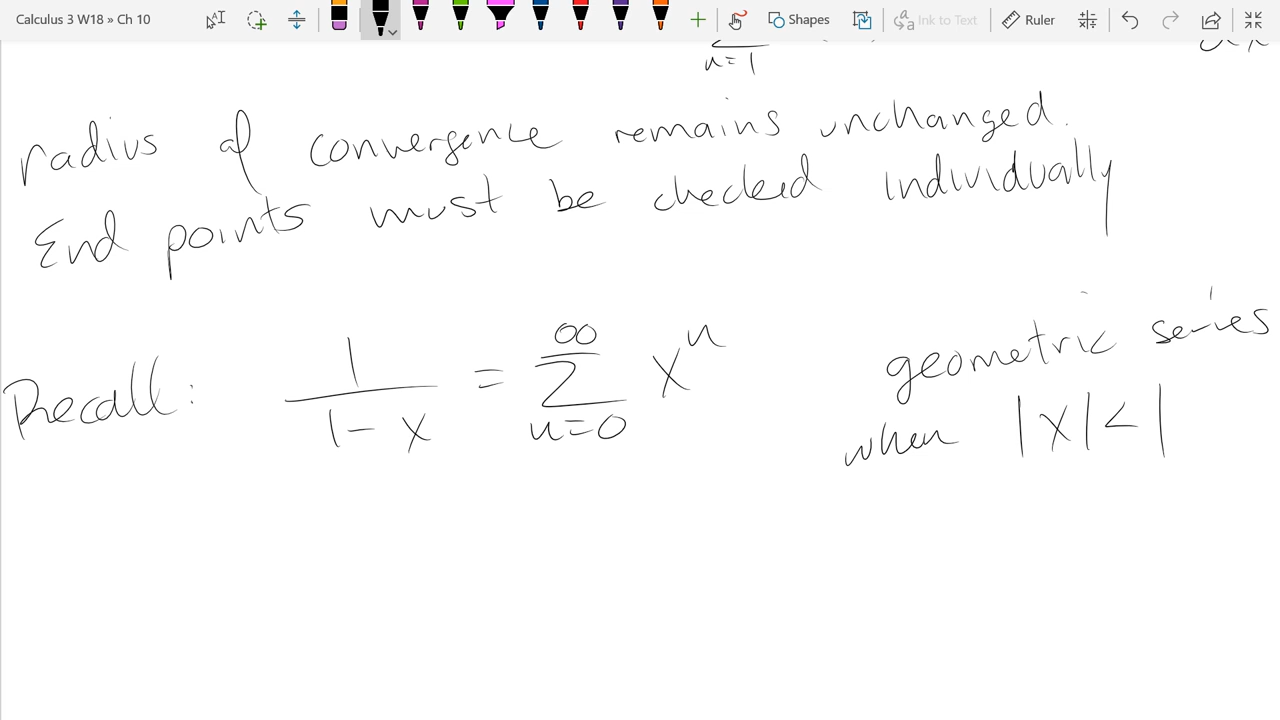 Calculus 3 W18 » Ch 10
Shapes
Ink to Text
Ruler
n=1
radius of convergence remains unchanged.
End points must be checked individually
Recall: 1/(1-x) = ∑_{n=0}^{∞} x^n geometric series
when |x|<1